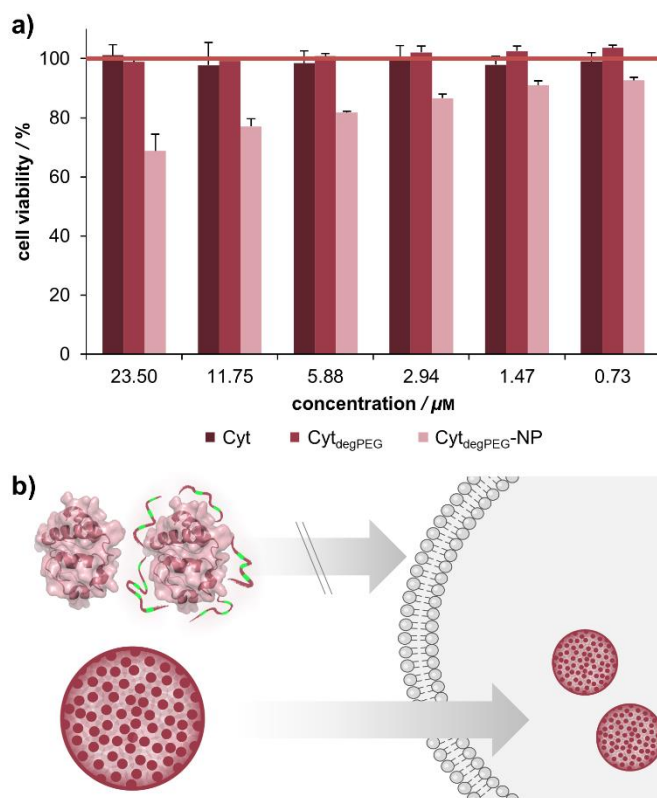 a)
cell viability / %
100
80
60
40
20
0
23.50 11.75 5.88 2.94 1.47 0.73
concentration / µM
Cyt CytdegPEG CytdegPEG-NP
b)